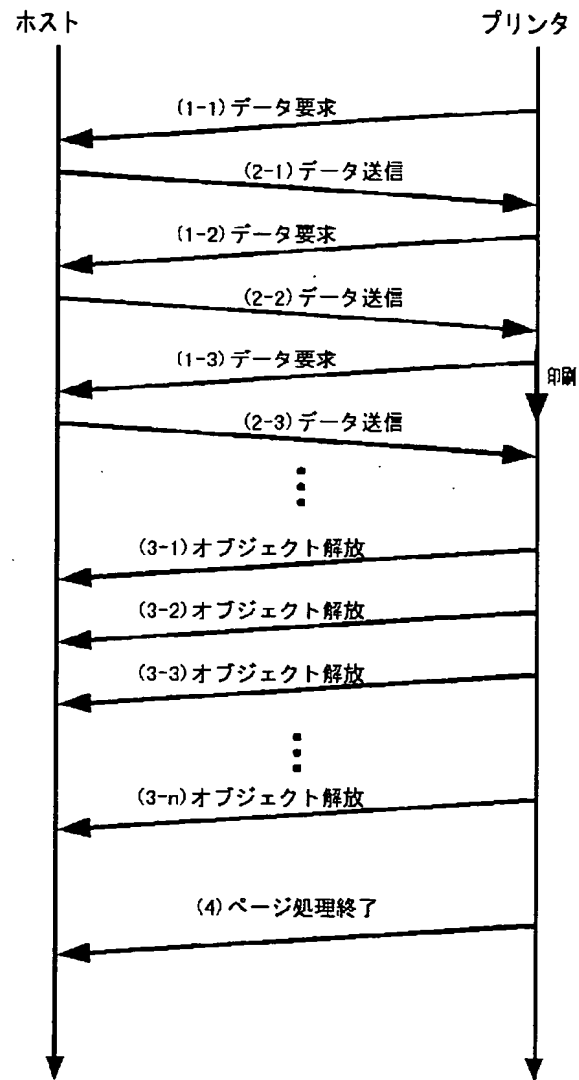 ホスト
プリンタ
(1-1)データ要求
(2-1)データ送信
(1-2)データ要求
(2-2)データ送信
(1-3)データ要求
印刷
(2-3)データ送信
(3-1)オブジェクト解放
(3-2)オブジェクト解放
(3-3)オブジェクト解放
(3-n)オブジェクト解放
(4)ページ処理終了